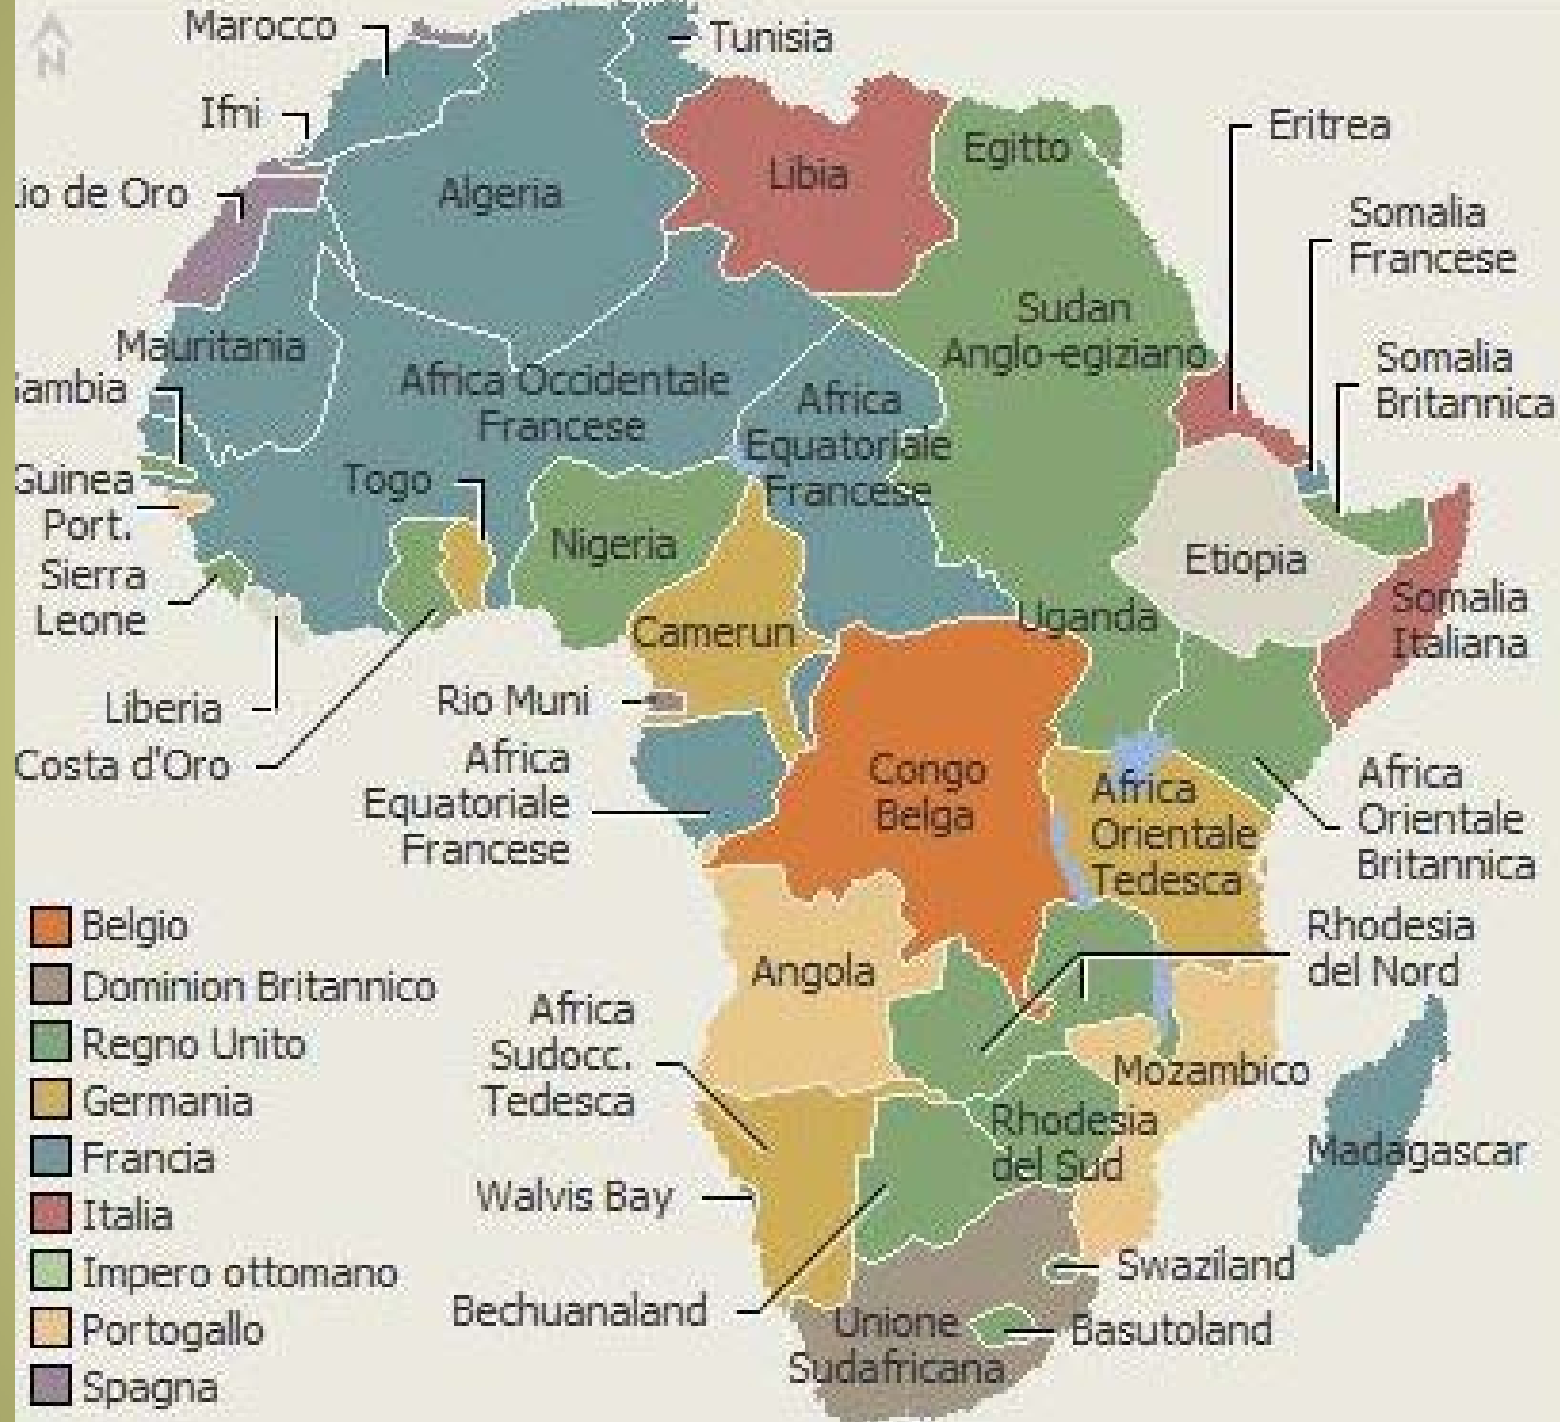 N
Marocco
Tunisia
Ifni
Eritrea
Egitto
Libia
Algeria
io de Oro
Somalia
Francese
Sudan
Anglo-egiziano
Mauritania
Somalia
Britannica
ambia
Africa Occidentale
Francese
Africa
Equatoriale
Francese
Togo
Guinea
Port.
Nigeria
Etiopia
Sierra
Leone
Somalia
Italiana
Uganda
Camerun
Liberia
Rio Muni
Costa d'Oro
Africa
Equatoriale
Francese
Congo
Belga
Africa
Orientale
Tedesca
Africa
Orientale
Britannica
Rhodesia
del Nord
Angola
Africa
Sudocc.
Tedesca
Mozambico
Rhodesia
del Sud
Madagascar
Walvis Bay
Swaziland
Bechuanaland
Unione
Sudafricana
Basutoland
Belgio
Dominion Britannico
Regno Unito
Germania
Francia
Italia
Impero ottomano
Portogallo
Spagna